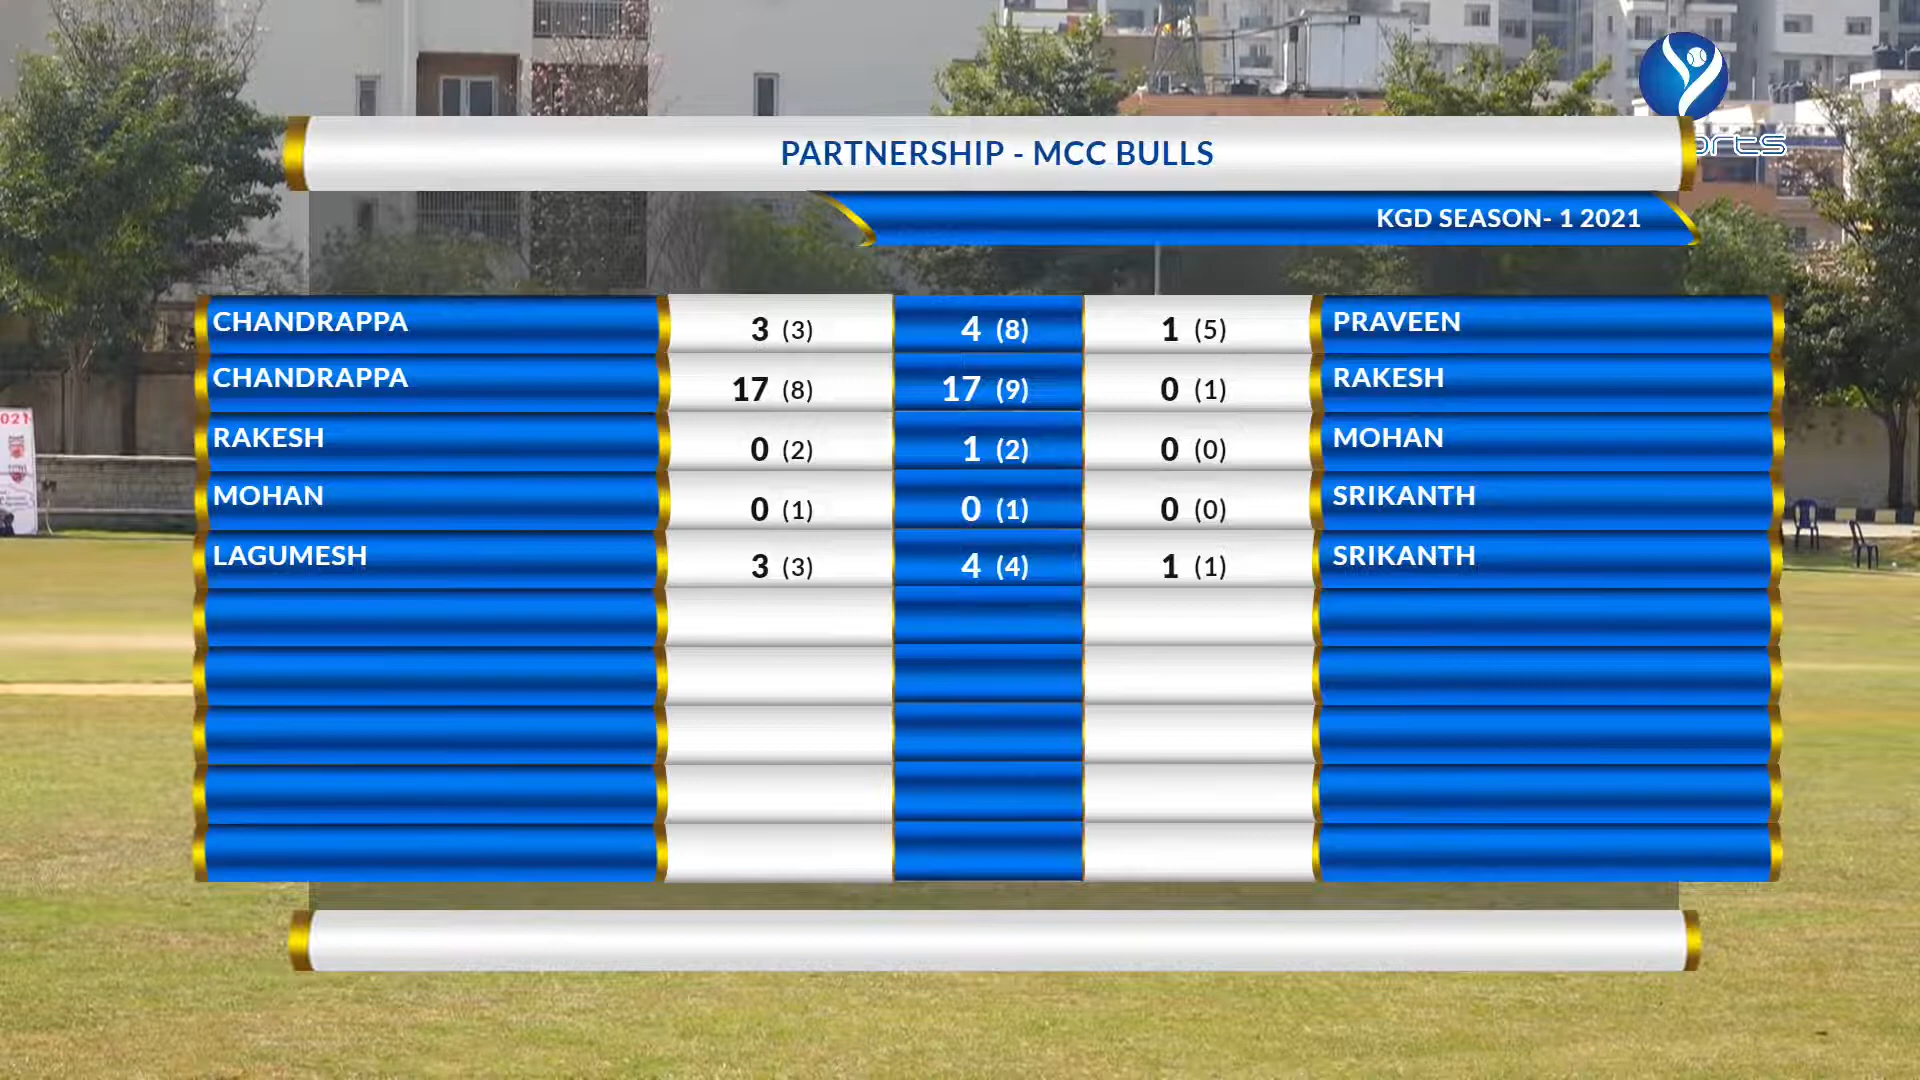 PARTNERSHIP - MCC BULLS
KGD SEASON- 1 2021
CHANDRAPPA 3 (3) 4 (8) 1 (5) PRAVEEN
CHANDRAPPA 17 (8) 17 (9) 0 (1) RAKESH
RAKESH 0 (2) 1 (2) 0 (0) MOHAN
MOHAN 0 (1) 0 (1) 0 (0) SRIKANTH
LAGUMESH 3 (3) 4 (4) 1 (1) SRIKANTH
021